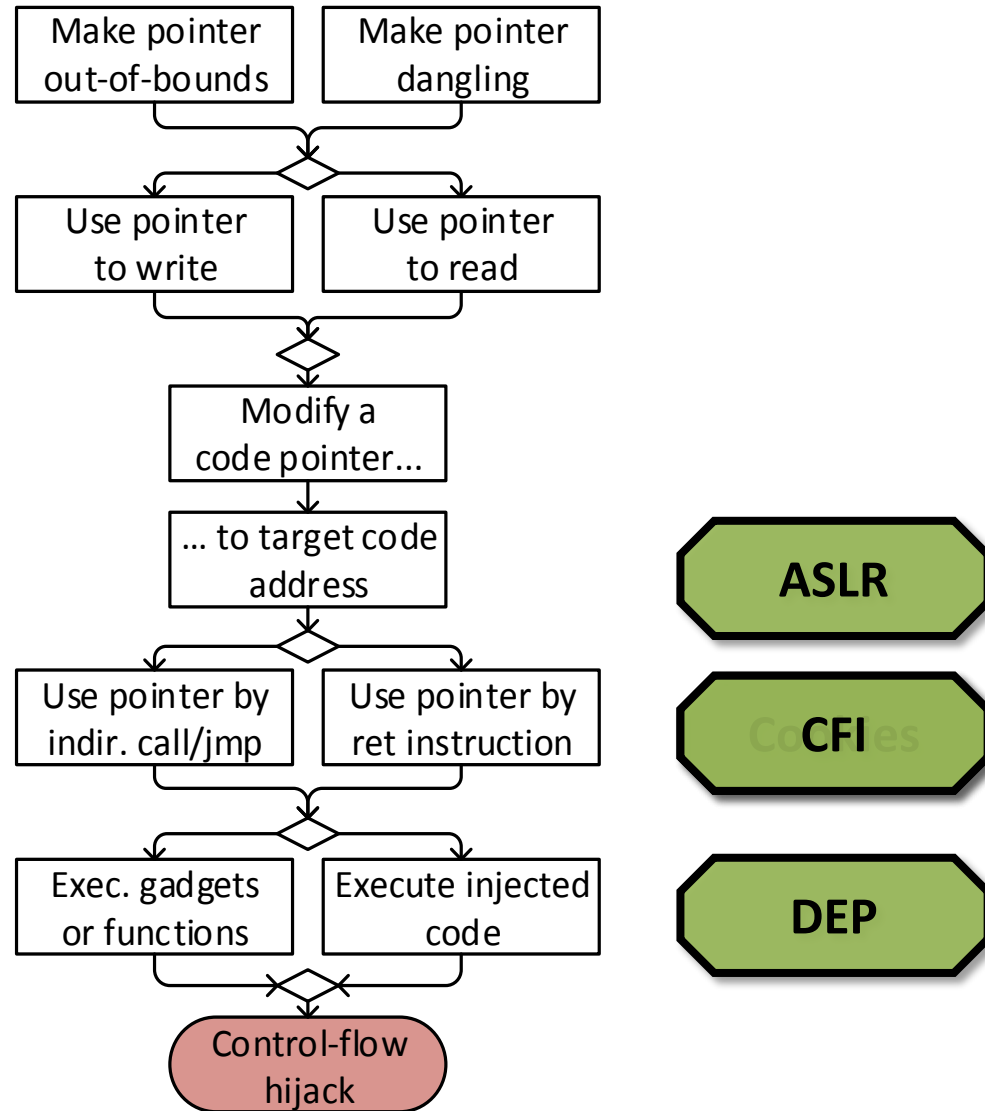 Make pointer
out-of-bounds
Make pointer
dangling
Use pointer
to write
Use pointer
to read
Modify a
code pointer...
... to target code
address
ASLR
Use pointer by
indir. call/jmp
Use pointer by
ret instruction
Cookies
CFI
Exec. gadgets
or functions
Execute injected
code
DEP
Control-flow
hijack